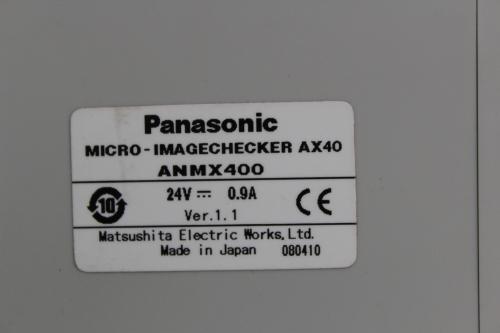 Panasonic
MICRO-IMAGECHECKER AX40
ANMX400
10 24V ⎓ 0.9A CE
Ver.1.1
Matsushita Electric Works,Ltd.
Made in Japan 080410